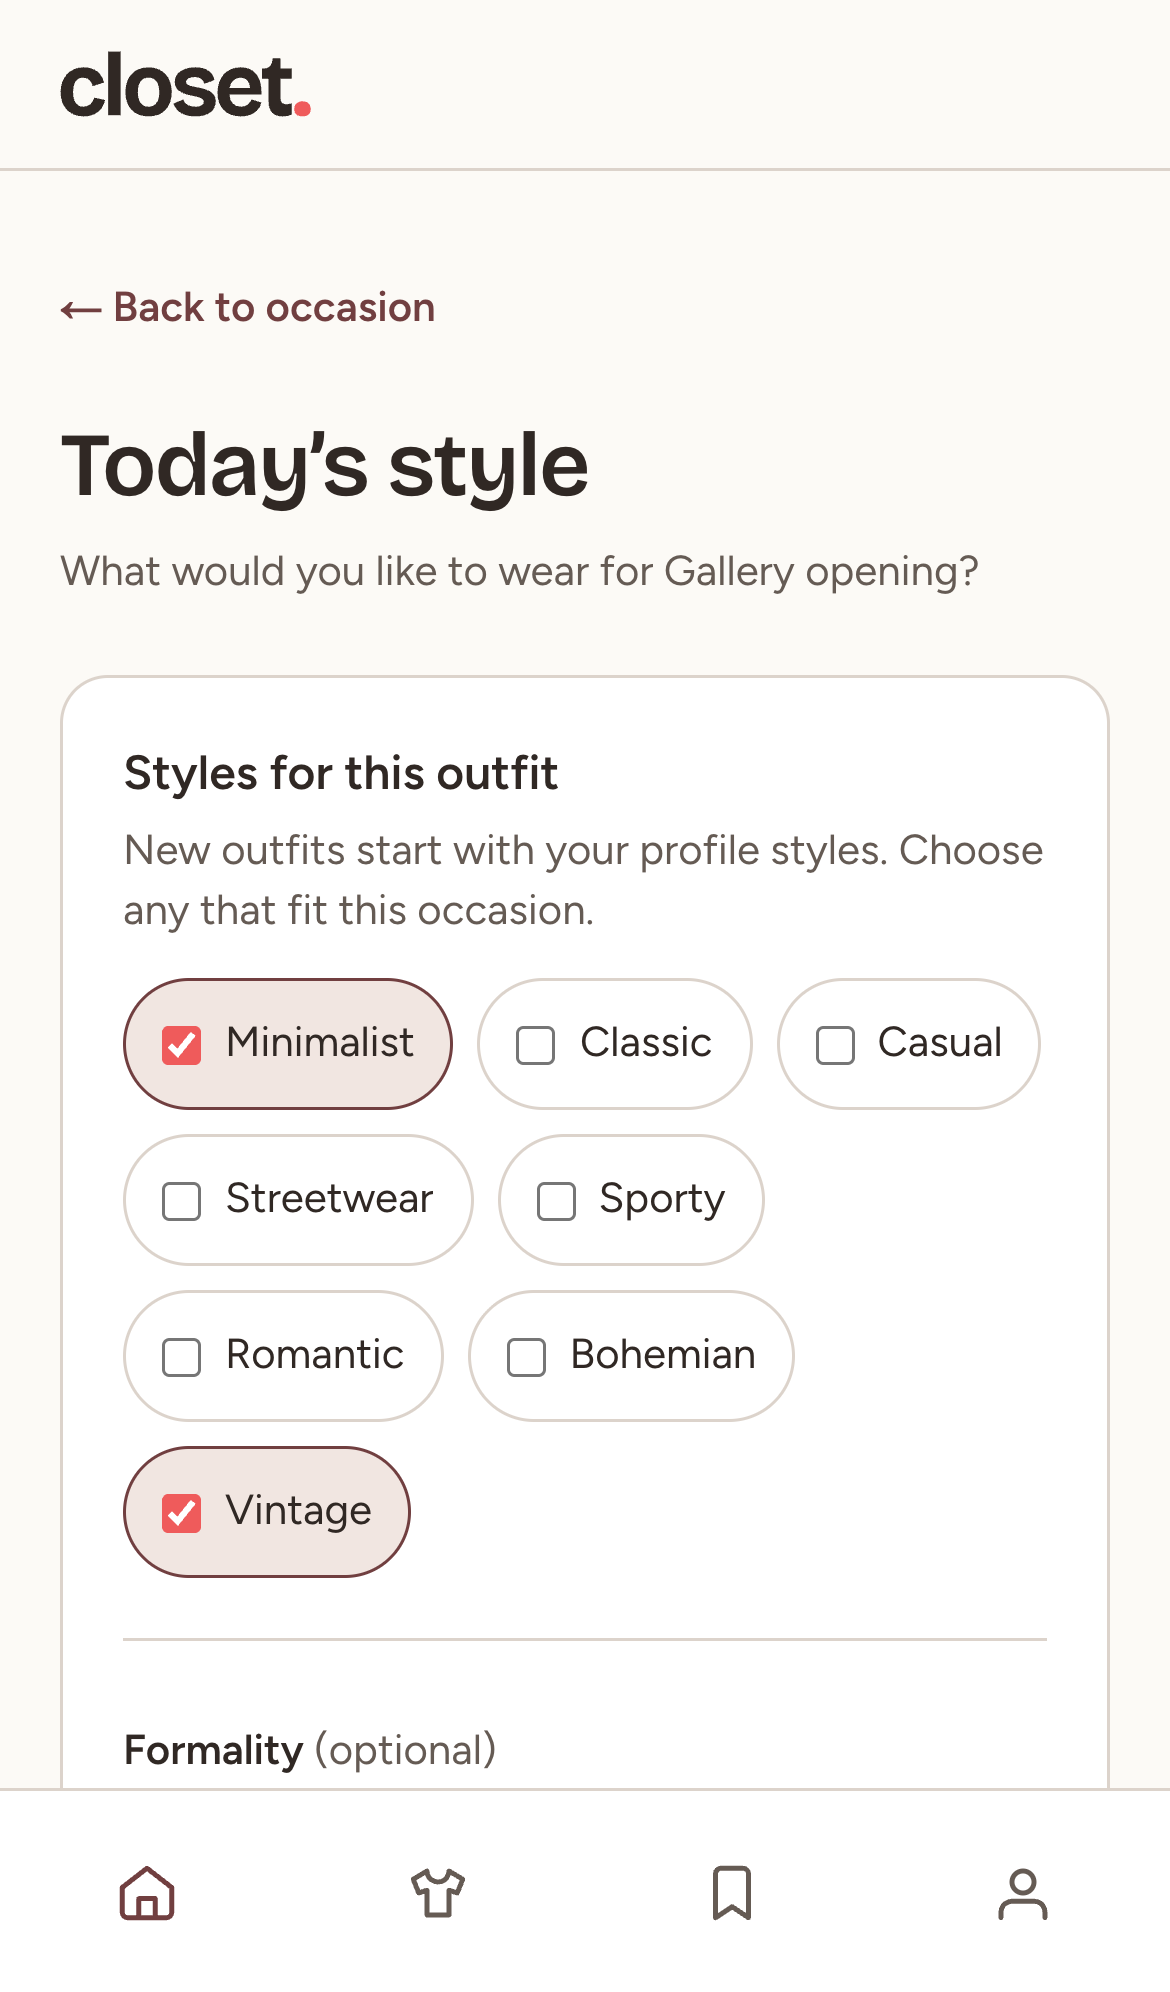 closet.
← Back to occasion
Today’s style
What would you like to wear for Gallery opening?
Styles for this outfit
New outfits start with your profile styles. Choose
any that fit this occasion.
Minimalist Classic Casual
Streetwear Sporty
Romantic Bohemian
Vintage
Formality (optional)